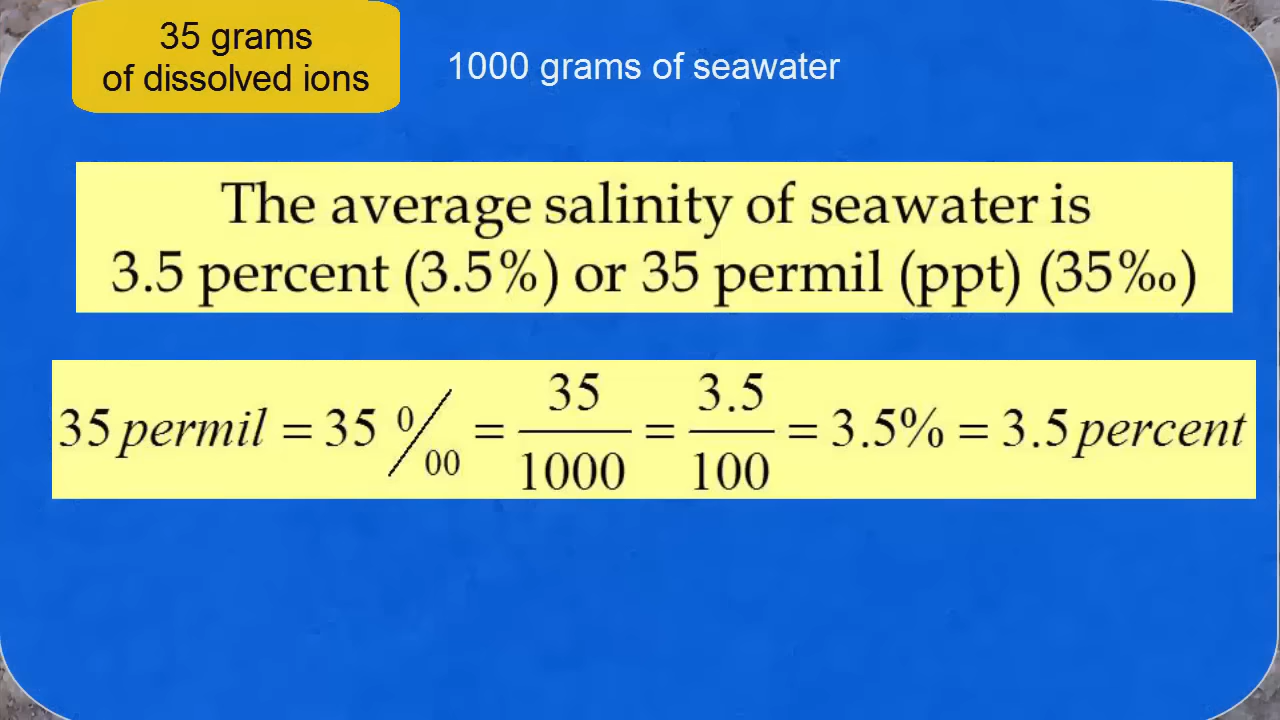 35 grams
of dissolved ions
1000 grams of seawater
The average salinity of seawater is
3.5 percent (3.5%) or 35 permil (ppt) (35‰)
35 permil = 35 0/00 = 35/1000 = 3.5/100 = 3.5% = 3.5 percent